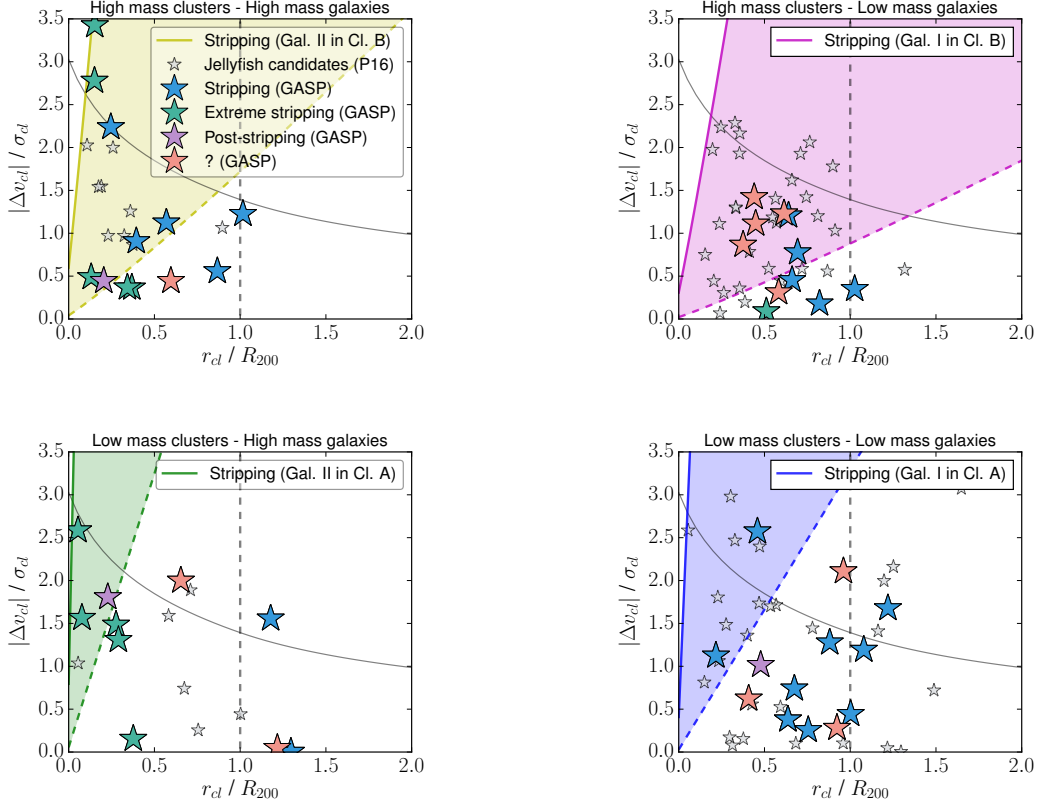 High mass clusters - High mass galaxies
3.5
3.0
2.5
2.0
1.5
1.0
0.5
0.0
|Δv_cl| / σ_cl
Stripping (Gal. II in Cl. B)
Jellyfish candidates (P16)
Stripping (GASP)
Extreme stripping (GASP)
Post-stripping (GASP)
? (GASP)
0.0 0.5 1.0 1.5 2.0
r_cl / R_200
High mass clusters - Low mass galaxies
3.5
3.0
2.5
2.0
1.5
1.0
0.5
0.0
|Δv_cl| / σ_cl
Stripping (Gal. I in Cl. B)
0.0 0.5 1.0 1.5 2.0
r_cl / R_200
Low mass clusters - High mass galaxies
3.5
3.0
2.5
2.0
1.5
1.0
0.5
0.0
|Δv_cl| / σ_cl
Stripping (Gal. II in Cl. A)
0.0 0.5 1.0 1.5 2.0
r_cl / R_200
Low mass clusters - Low mass galaxies
3.5
3.0
2.5
2.0
1.5
1.0
0.5
0.0
|Δv_cl| / σ_cl
Stripping (Gal. I in Cl. A)
0.0 0.5 1.0 1.5 2.0
r_cl / R_200